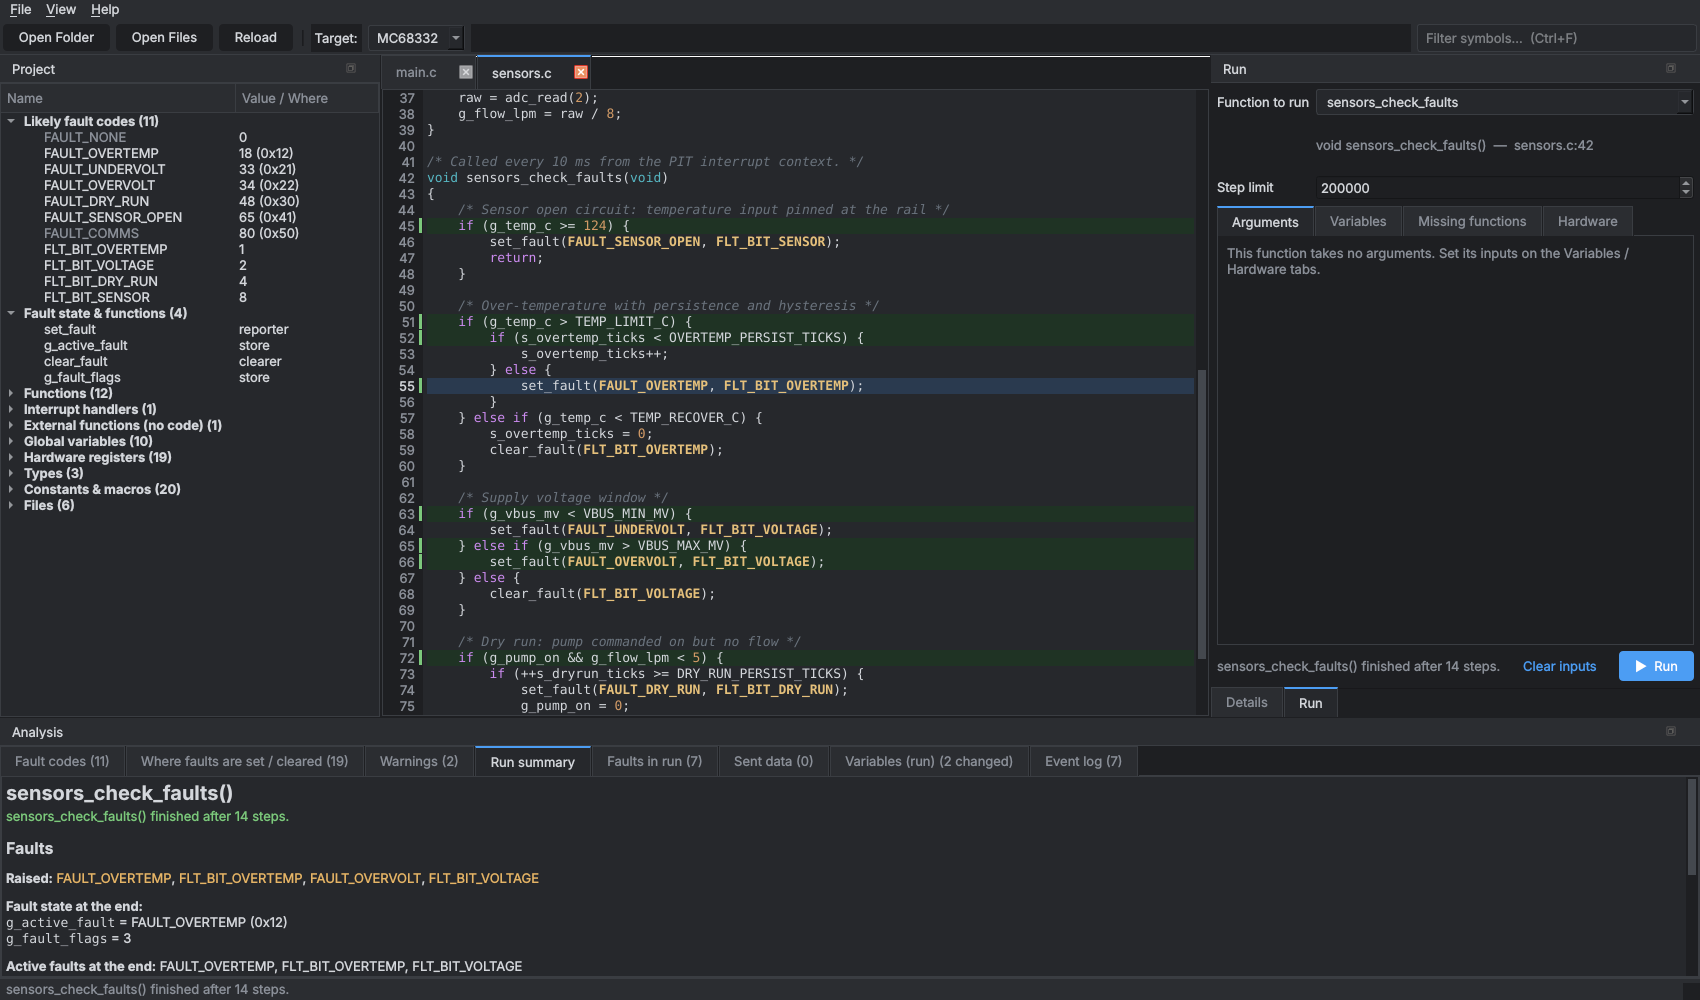 File View Help
Open Folder Open Files Reload Target: MC68332 Filter symbols... (Ctrl+F)
Project
Name Value / Where
Likely fault codes (11)
FAULT_NONE 0
FAULT_OVERTEMP 18 (0x12)
FAULT_UNDERVOLT 33 (0x21)
FAULT_OVERVOLT 34 (0x22)
FAULT_DRY_RUN 48 (0x30)
FAULT_SENSOR_OPEN 65 (0x41)
FAULT_COMMS 80 (0x50)
FLT_BIT_OVERTEMP 1
FLT_BIT_VOLTAGE 2
FLT_BIT_DRY_RUN 4
FLT_BIT_SENSOR 8
Fault state & functions (4)
set_fault reporter
g_active_fault store
clear_fault clearer
g_fault_flags store
Functions (12)
Interrupt handlers (1)
External functions (no code) (1)
Global variables (10)
Hardware registers (19)
Types (3)
Constants & macros (20)
Files (6)
main.c sensors.c
37 raw = adc_read(2);
38 g_flow_lpm = raw / 8;
39 }
40
41 /* Called every 10 ms from the PIT interrupt context. */
42 void sensors_check_faults(void)
43 {
44 /* Sensor open circuit: temperature input pinned at the rail */
45 if (g_temp_c >= 124) {
46 set_fault(FAULT_SENSOR_OPEN, FLT_BIT_SENSOR);
47 return;
48 }
49
50 /* Over-temperature with persistence and hysteresis */
51 if (g_temp_c > TEMP_LIMIT_C) {
52 if (s_overtemp_ticks < OVERTEMP_PERSIST_TICKS) {
53 s_overtemp_ticks++;
54 } else {
55 set_fault(FAULT_OVERTEMP, FLT_BIT_OVERTEMP);
56 }
57 } else if (g_temp_c < TEMP_RECOVER_C) {
58 s_overtemp_ticks = 0;
59 clear_fault(FLT_BIT_OVERTEMP);
60 }
61
62 /* Supply voltage window */
63 if (g_vbus_mv < VBUS_MIN_MV) {
64 set_fault(FAULT_UNDERVOLT, FLT_BIT_VOLTAGE);
65 } else if (g_vbus_mv > VBUS_MAX_MV) {
66 set_fault(FAULT_OVERVOLT, FLT_BIT_VOLTAGE);
67 } else {
68 clear_fault(FLT_BIT_VOLTAGE);
69 }
70
71 /* Dry run: pump commanded on but no flow */
72 if (g_pump_on && g_flow_lpm < 5) {
73 if (++s_dryrun_ticks >= DRY_RUN_PERSIST_TICKS) {
74 set_fault(FAULT_DRY_RUN, FLT_BIT_DRY_RUN);
75 g_pump_on = 0;
Run
Function to run sensors_check_faults
void sensors_check_faults() — sensors.c:42
Step limit 200000
Arguments Variables Missing functions Hardware
This function takes no arguments. Set its inputs on the Variables /
Hardware tabs.
sensors_check_faults() finished after 14 steps. Clear inputs Run
Details Run
Analysis
Fault codes (11) Where faults are set / cleared (19) Warnings (2) Run summary Faults in run (7) Sent data (0) Variables (run) (2 changed) Event log (7)
sensors_check_faults()
sensors_check_faults() finished after 14 steps.
Faults
Raised: FAULT_OVERTEMP, FLT_BIT_OVERTEMP, FAULT_OVERVOLT, FLT_BIT_VOLTAGE
Fault state at the end:
g_active_fault = FAULT_OVERTEMP (0x12)
g_fault_flags = 3
Active faults at the end: FAULT_OVERTEMP, FLT_BIT_OVERTEMP, FLT_BIT_VOLTAGE
sensors_check_faults() finished after 14 steps.